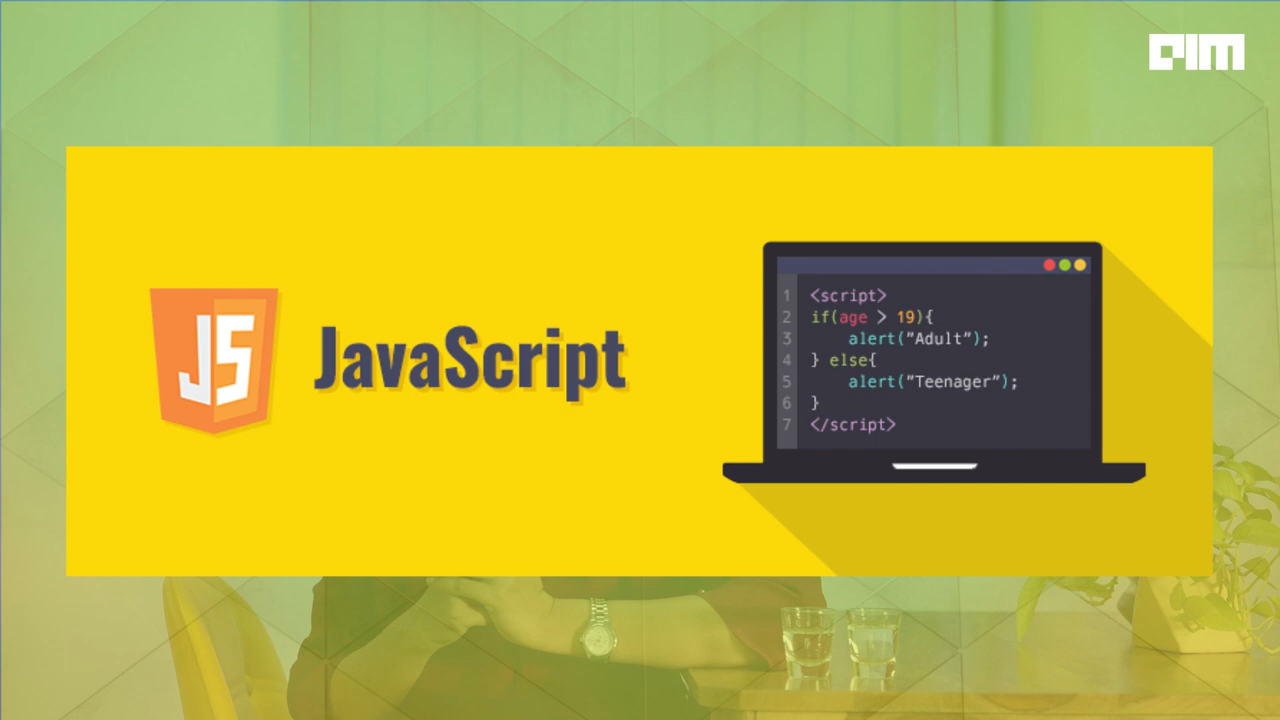 AIM
JS
JavaScript
1 <script>
2 if(age > 19){
3     alert("Adult");
4 } else{
5     alert("Teenager");
6 }
7 </script>